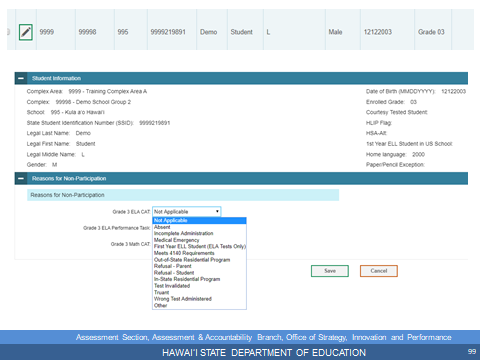 9999 99998 995 9999219891 Demo Student L Male 12122003 Grade 03
Student Information
Complex Area: 9999 - Training Complex Area A
Date of Birth (MMDDYYYY): 12122003
Complex: 99998 - Demo School Group 2
Enrolled Grade: 03
School: 995 - Kula a'o Hawai'i
Courtesy Tested Student:
State Student Identification Number (SSID): 9999219891
HLIP Flag:
Legal Last Name: Demo
HSA-Alt:
Legal First Name: Student
1st Year ELL Student in US School:
Legal Middle Name: L
Home language: 2000
Gender: M
Paper/Pencil Exception:
Reasons for Non-Participation
Reasons for Non-Participation
Grade 3 ELA CAT: Not Applicable
Grade 3 ELA Performance Task:
Grade 3 Math CAT:
Not Applicable
Absent
Incomplete Administration
Medical Emergency
First Year ELL Student (ELA Tests Only)
Meets 4140 Requirements
Out-of-State Residential Program
Refusal - Parent
Refusal - Student
In-State Residential Program
Test Invalidated
Truant
Wrong Test Administered
Other
Save Cancel
Assessment Section, Assessment & Accountability Branch, Office of Strategy, Innovation and Performance
HAWAI'I STATE DEPARTMENT OF EDUCATION 99